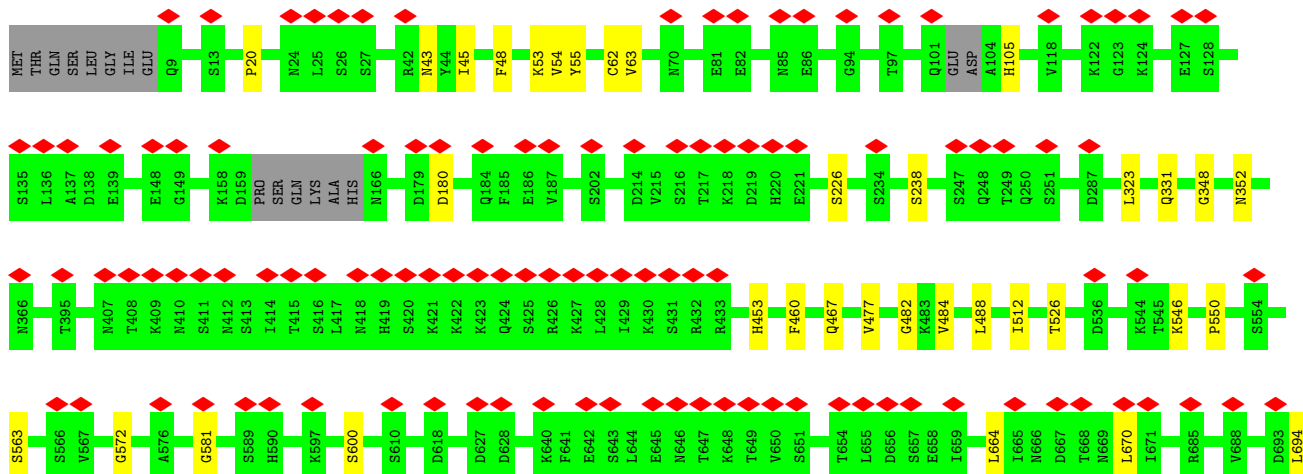 MET THR GLN SER LEU GLY ILE GLU Q9 S13 P20 N24 L25 S26 S27 R42 N43 Y44 I45 F48 K53 V54 Y55 C62 V63 N70 E81 E82 N85 E86 G94 T97 Q101 GLU ASP A104 H105 V118 K122 G123 K124 E127 S128
S135 L136 A137 D138 E139 E148 G149 K158 D159 PRO SER GLN LYS ALA HIS N166 D179 D180 Q184 F185 E186 V187 S202 D214 V215 S216 T217 K218 D219 H220 E221 S226 S234 S238 S247 Q248 T249 Q250 S251 D287 L323 Q331 G348 N352
N366 T395 N407 T408 K409 N410 S411 N412 S413 I414 T415 S416 L417 N418 H419 S420 K421 K422 K423 Q424 S425 R426 K427 L428 I429 K430 S431 R432 R433 H453 F460 Q467 V477 G482 K483 V484 L488 I512 T526 D536 K544 T545 K546 P550 S554
S563 S566 V567 G572 A576 G581 S589 H590 K597 S600 S610 D618 D627 D628 K640 F641 E642 S643 L644 E645 N646 T647 K648 T649 V650 S651 T654 L655 D656 S657 E658 I659 L664 I665 N666 D667 T668 N669 L670 I671 R685 V688 D693 L694